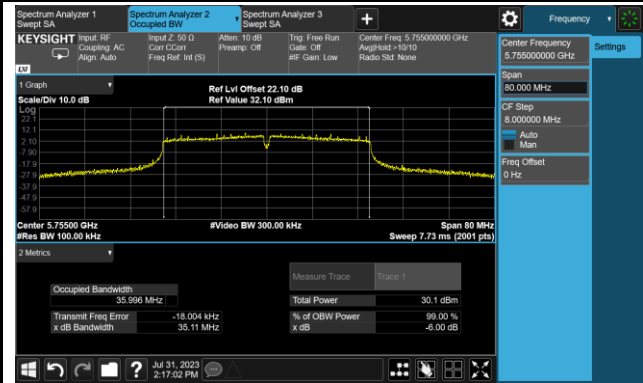 Spectrum Analyzer 1
Swept SA
Spectrum Analyzer 2
Occupied BW
Spectrum Analyzer 3
Swept SA
Frequency
KEYSIGHT
Input: RF
Coupling: AC
Align: Auto
Input Z: 50 Ω
Corr CCorr
Freq Ref: Int (S)
Atten: 10 dB
Preamp: Off
Trig: Free Run
Gate: Off
#IF Gain: Low
Center Freq: 5.755000000 GHz
Avg|Hold:>10/10
Radio Std: None
LXI
Center Frequency
5.755000000 GHz
Settings
Span
80.000 MHz
CF Step
8.000000 MHz
Auto
Man
Freq Offset
0 Hz
1 Graph
Scale/Div 10.0 dB
Ref Lvl Offset 22.10 dB
Ref Value 32.10 dBm
Log
22.1
12.1
2.10
-7.90
-17.9
-27.9
-37.9
-47.9
-57.9
Center 5.75500 GHz
#Video BW 300.00 kHz
Span 80 MHz
#Res BW 100.00 kHz
Sweep 7.73 ms (2001 pts)
2 Metrics
Measure Trace
Trace 1
Occupied Bandwidth
35.996 MHz
Total Power
30.1 dBm
Transmit Freq Error
-18.004 kHz
% of OBW Power
99.00 %
x dB Bandwidth
35.11 MHz
x dB
-6.00 dB
Jul 31, 2023
2:17:02 PM